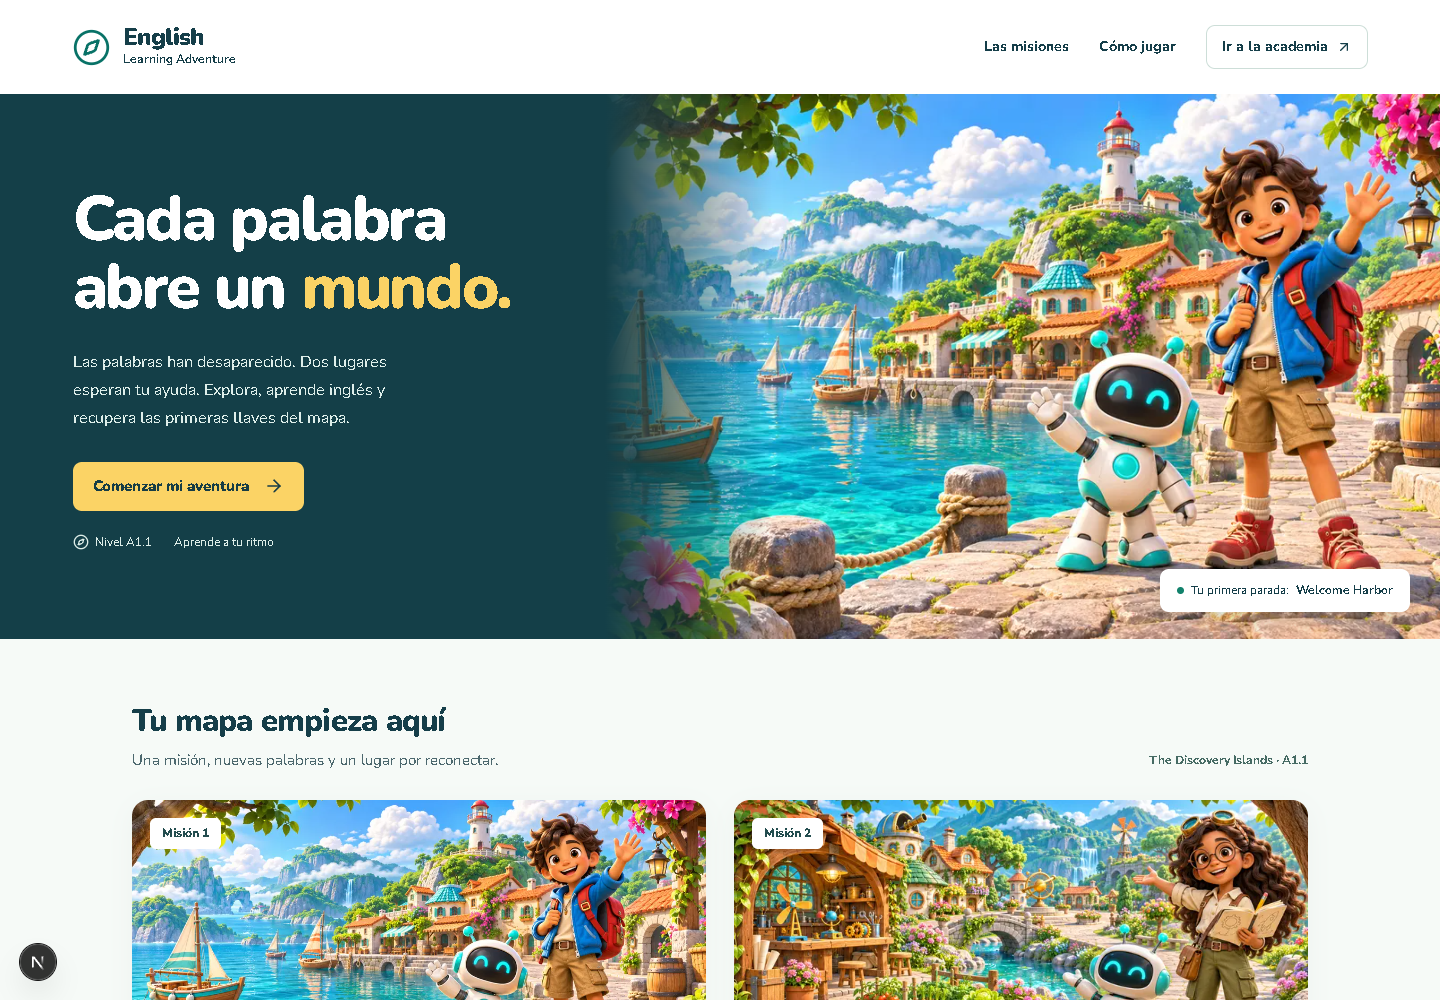 English
Learning Adventure
Las misiones
Cómo jugar
Ir a la academia
Cada palabra
abre un mundo.
Las palabras han desaparecido. Dos lugares
esperan tu ayuda. Explora, aprende inglés y
recupera las primeras llaves del mapa.
Comenzar mi aventura
Nivel A1.1
Aprende a tu ritmo
Tu primera parada: Welcome Harbor
Tu mapa empieza aquí
Una misión, nuevas palabras y un lugar por reconectar.
The Discovery Islands · A1.1
Misión 1
Misión 2
N